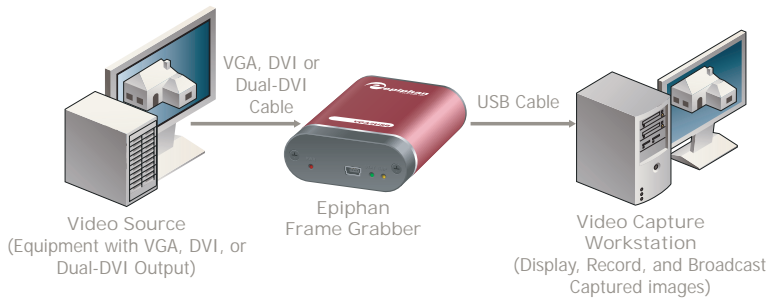 VGA, DVI or
Dual-DVI
Cable
epiphan
USB Cable
Video Source
(Equipment with VGA, DVI, or
Dual-DVI Output)
Epiphan
Frame Grabber
Video Capture
Workstation
(Display, Record, and Broadcast
Captured images)